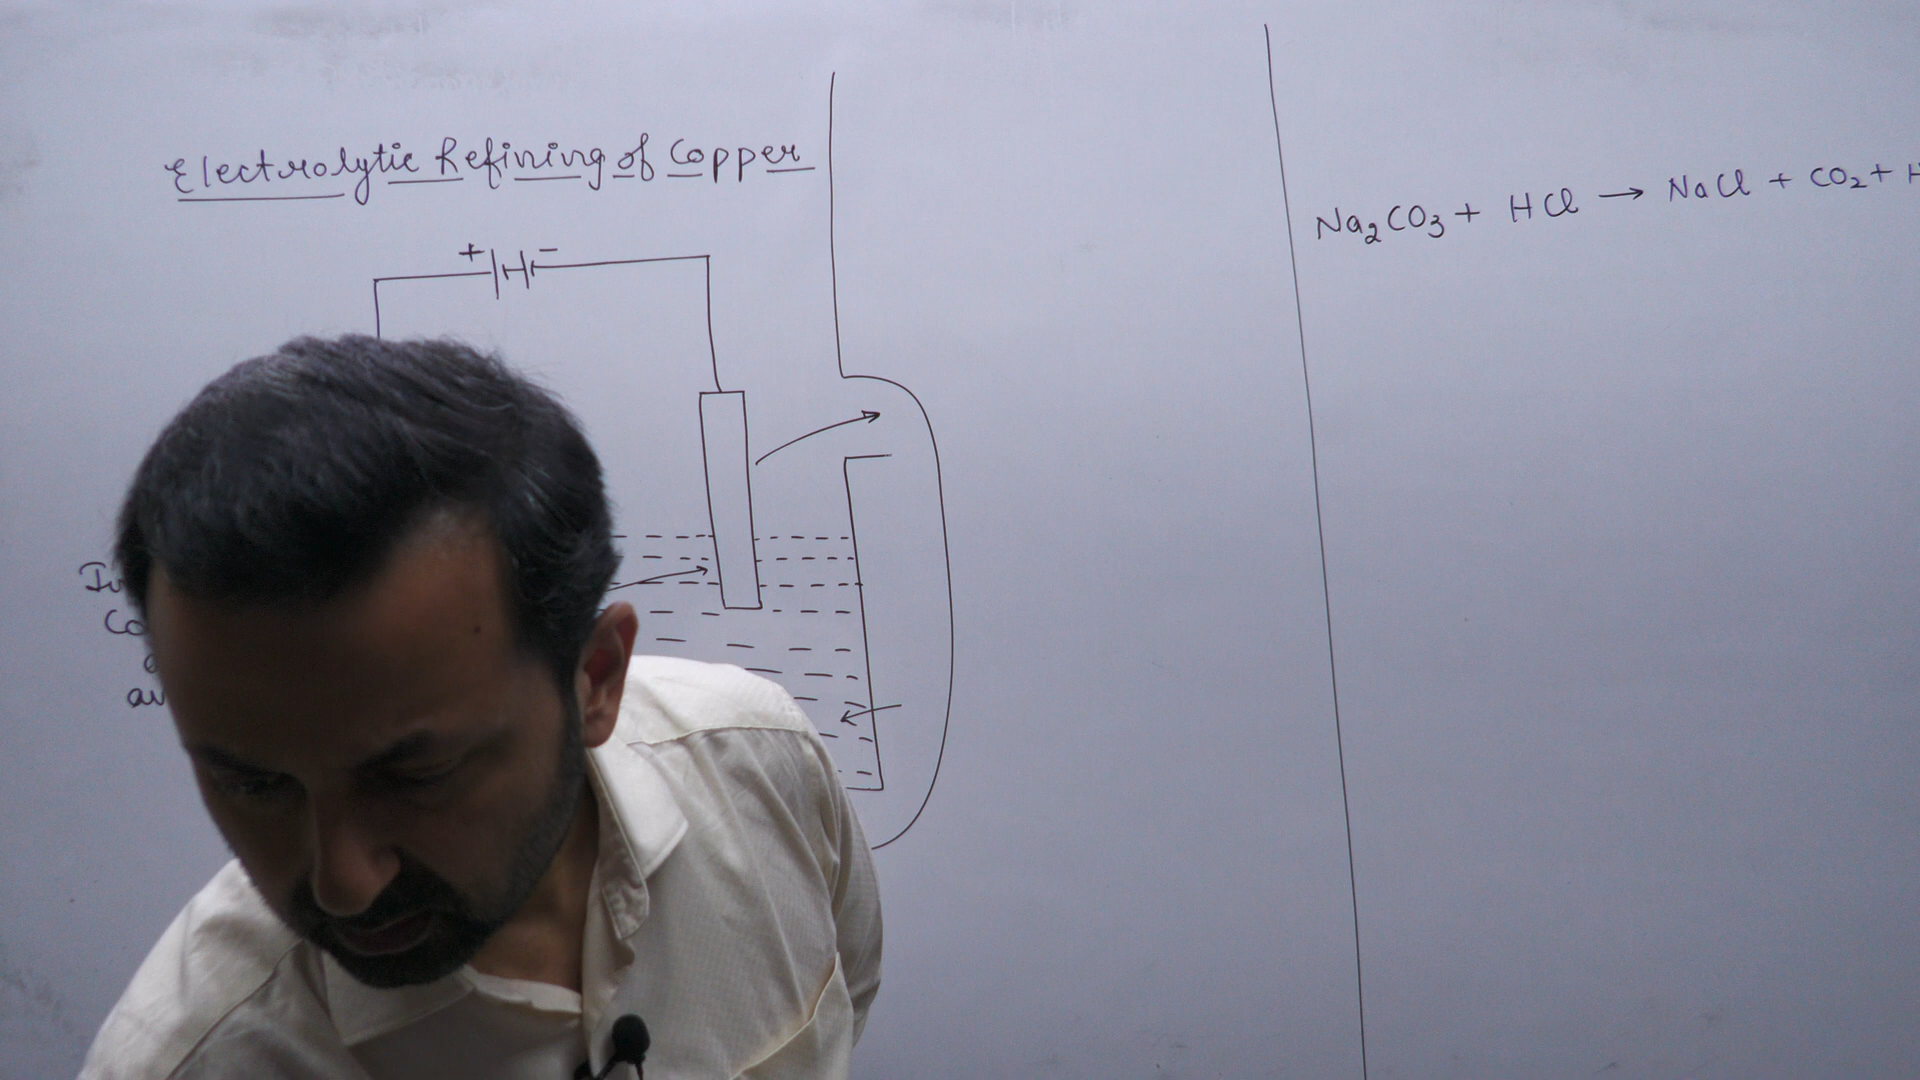 Electrolytic Refining of Copper
+ -
Na₂CO₃ + HCl → NaCl + CO₂ + H